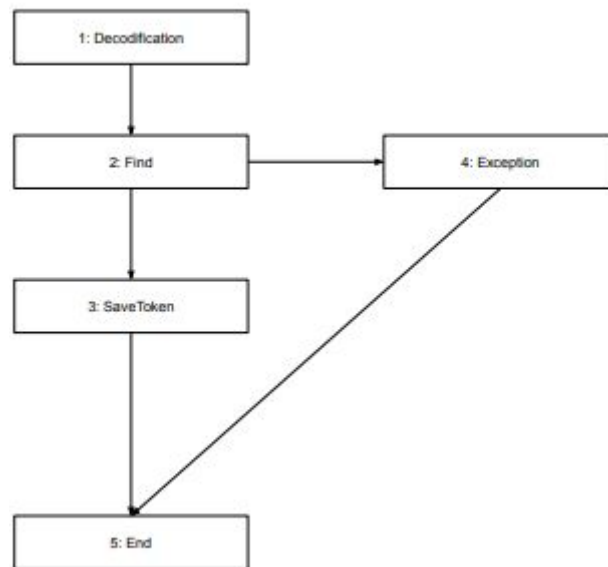 1: Decodification
2: Find
4: Exception
3: SaveToken
5: End